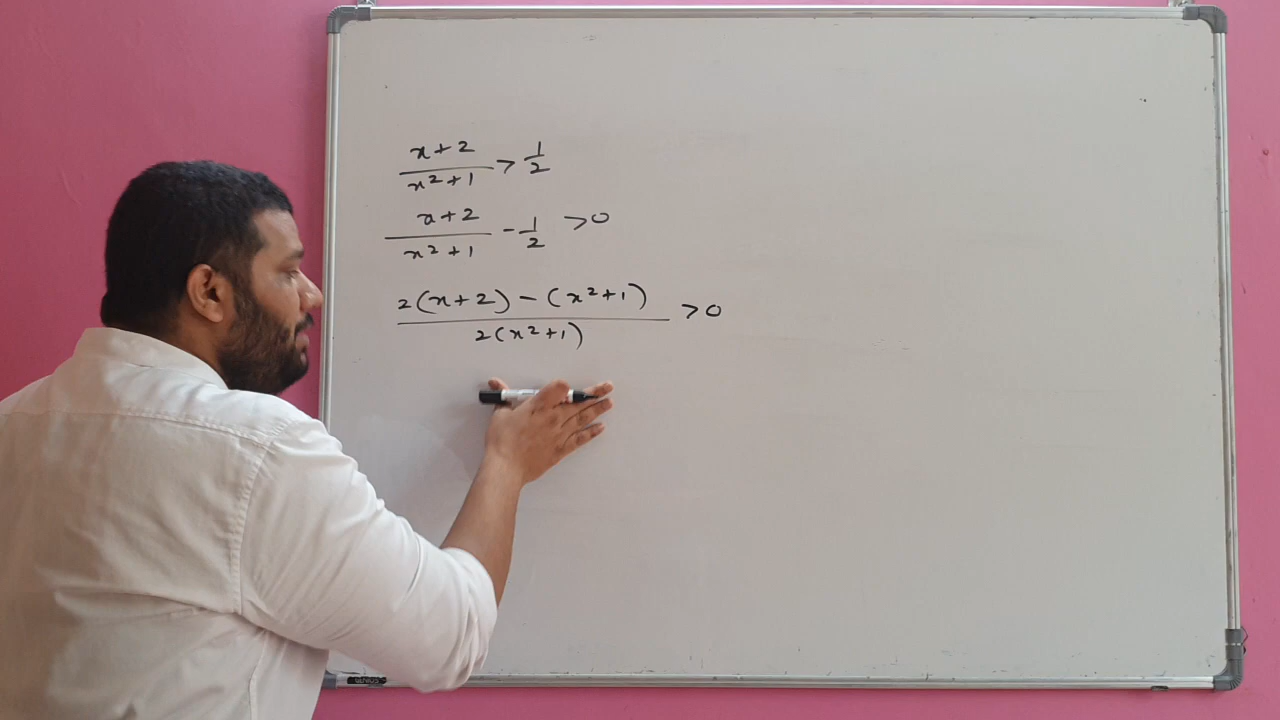 x+2/x²+1 > 1/2
x+2/x²+1 - 1/2 > 0
2(x+2) - (x²+1)/2(x²+1) > 0